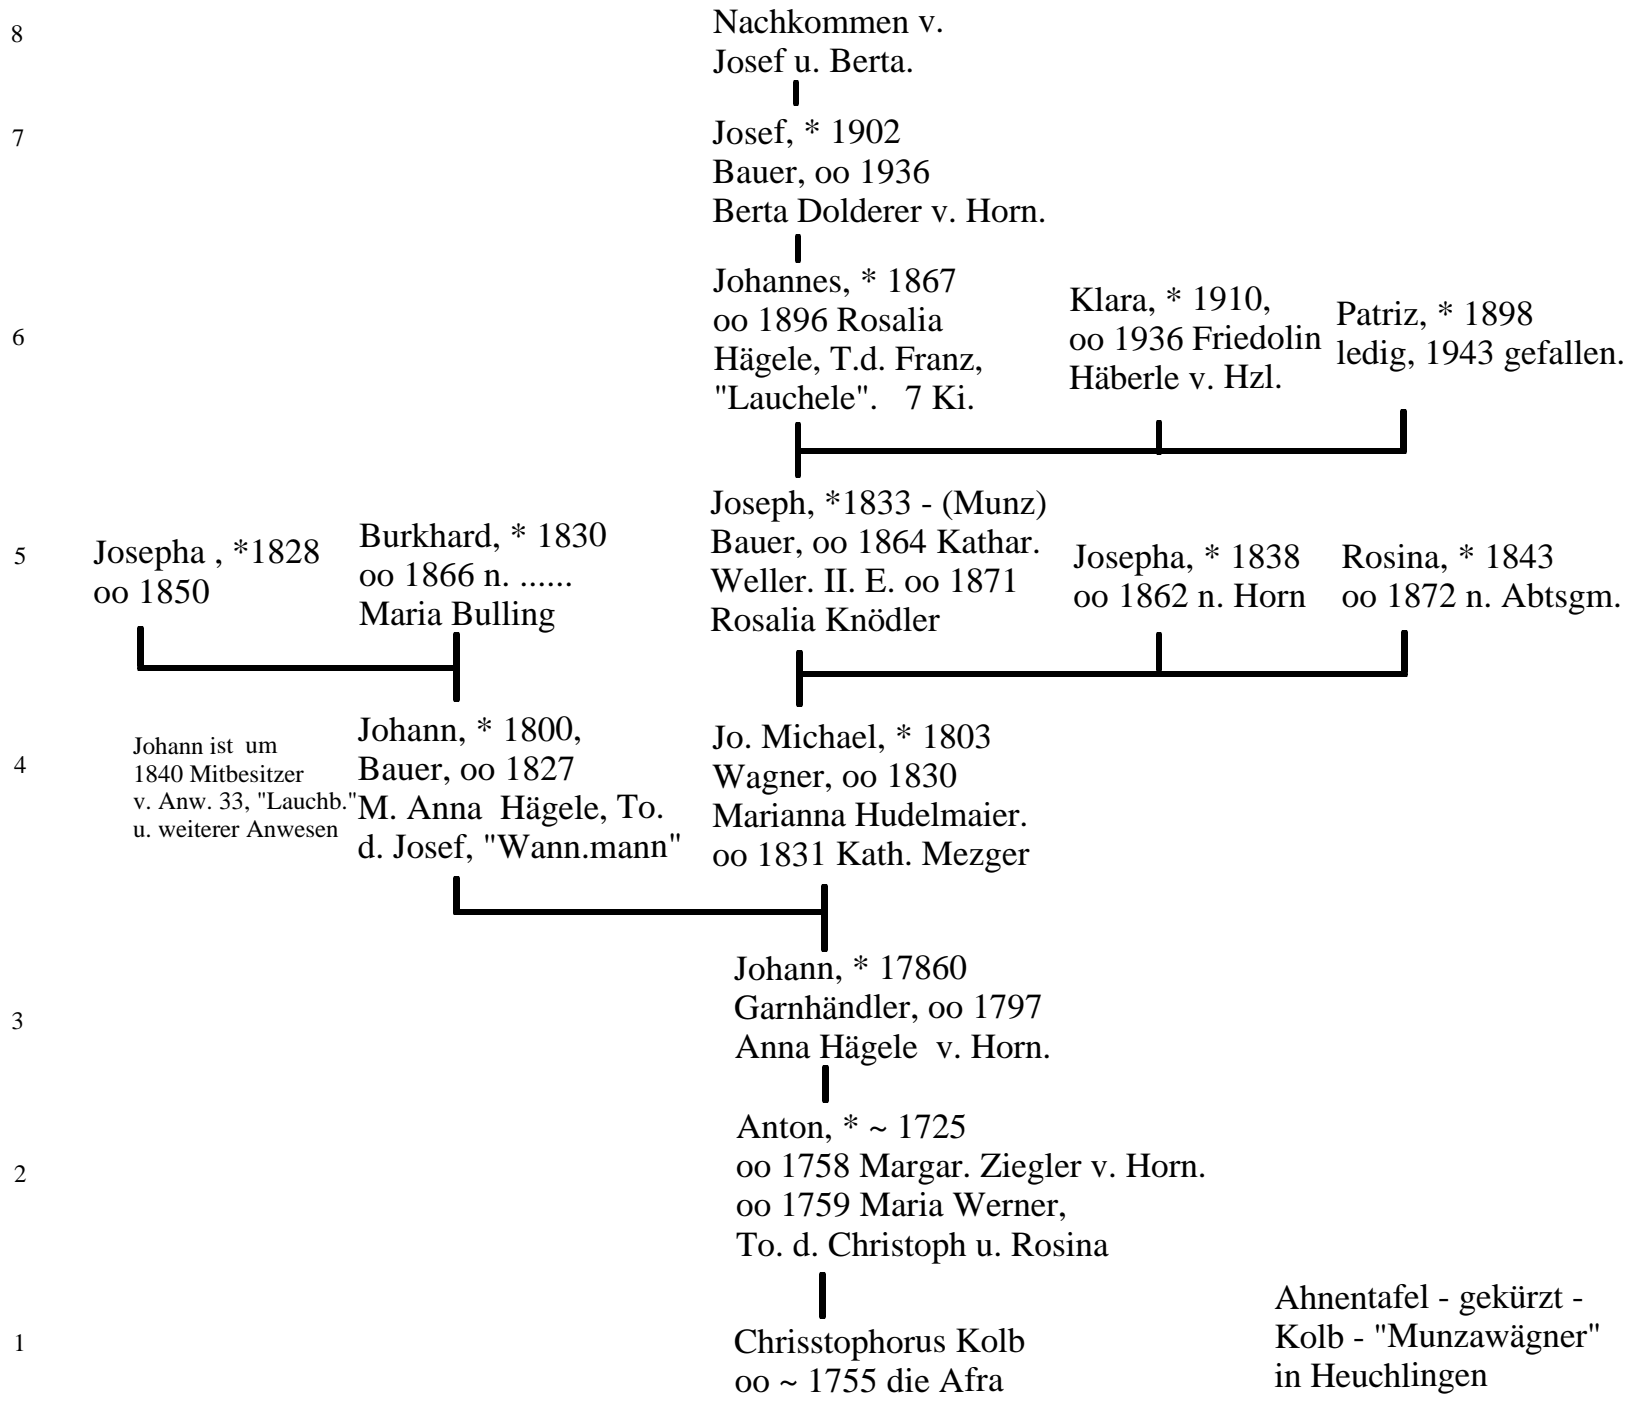 8
Nachkommen v.
Josef u. Berta.
7
Josef, * 1902
Bauer, oo 1936
Berta Dolderer v. Horn.
6
Johannes, * 1867
oo 1896 Rosalia
Hägele, T.d. Franz,
"Lauchele".   7 Ki.
Klara, * 1910,
oo 1936 Friedolin
Häberle v. Hzl.
Patriz, * 1898
ledig, 1943 gefallen.
5
Josepha , *1828
oo 1850
Burkhard, * 1830
oo 1866 n. ......
Maria Bulling
Joseph, *1833 - (Munz)
Bauer, oo 1864 Kathar.
Weller. II. E. oo 1871
Rosalia Knödler
Josepha, * 1838
oo 1862 n. Horn
Rosina, * 1843
oo 1872 n. Abtsgm.
4
Johann ist  um
1840 Mitbesitzer
v. Anw. 33, "Lauchb."
u. weiterer Anwesen
Johann, * 1800,
Bauer, oo 1827
M. Anna  Hägele, To.
d. Josef, "Wann.mann"
Jo. Michael, * 1803
Wagner, oo 1830
Marianna Hudelmaier.
oo 1831 Kath. Mezger
3
Johann, * 17860
Garnhändler, oo 1797
Anna Hägele  v. Horn.
2
Anton, * ~ 1725
oo 1758 Margar. Ziegler v. Horn.
oo 1759 Maria Werner,
To. d. Christoph u. Rosina
1
Chrisstophorus Kolb
oo ~ 1755 die Afra
Ahnentafel - gekürzt -
Kolb - "Munzawägner"
in Heuchlingen